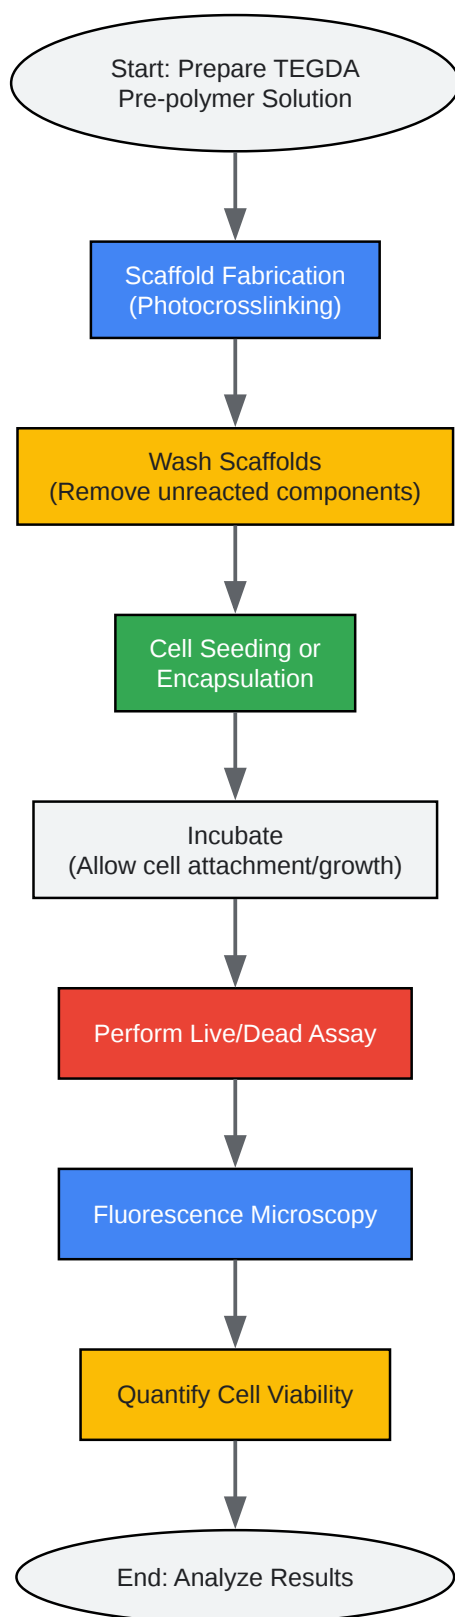 Start: Prepare TEGDA
Pre-polymer Solution
Scaffold Fabrication
(Photocrosslinking)
Wash Scaffolds
(Remove unreacted components)
Cell Seeding or
Encapsulation
Incubate
(Allow cell attachment/growth)
Perform Live/Dead Assay
Fluorescence Microscopy
Quantify Cell Viability
End: Analyze Results